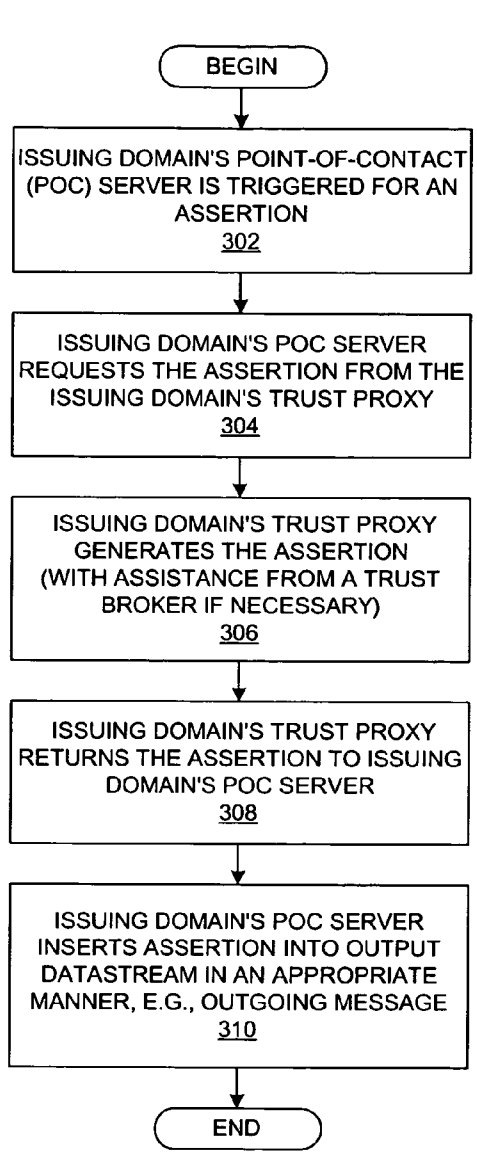 BEGIN
ISSUING DOMAIN'S POINT-OF-CONTACT
(POC) SERVER IS TRIGGERED FOR AN
ASSERTION
302
ISSUING DOMAIN'S POC SERVER
REQUESTS THE ASSERTION FROM THE
ISSUING DOMAIN'S TRUST PROXY
304
ISSUING DOMAIN'S TRUST PROXY
GENERATES THE ASSERTION
(WITH ASSISTANCE FROM A TRUST
BROKER IF NECESSARY)
306
ISSUING DOMAIN'S TRUST PROXY
RETURNS THE ASSERTION TO ISSUING
DOMAIN'S POC SERVER
308
ISSUING DOMAIN'S POC SERVER
INSERTS ASSERTION INTO OUTPUT
DATASTREAM IN AN APPROPRIATE
MANNER, E.G., OUTGOING MESSAGE
310
END